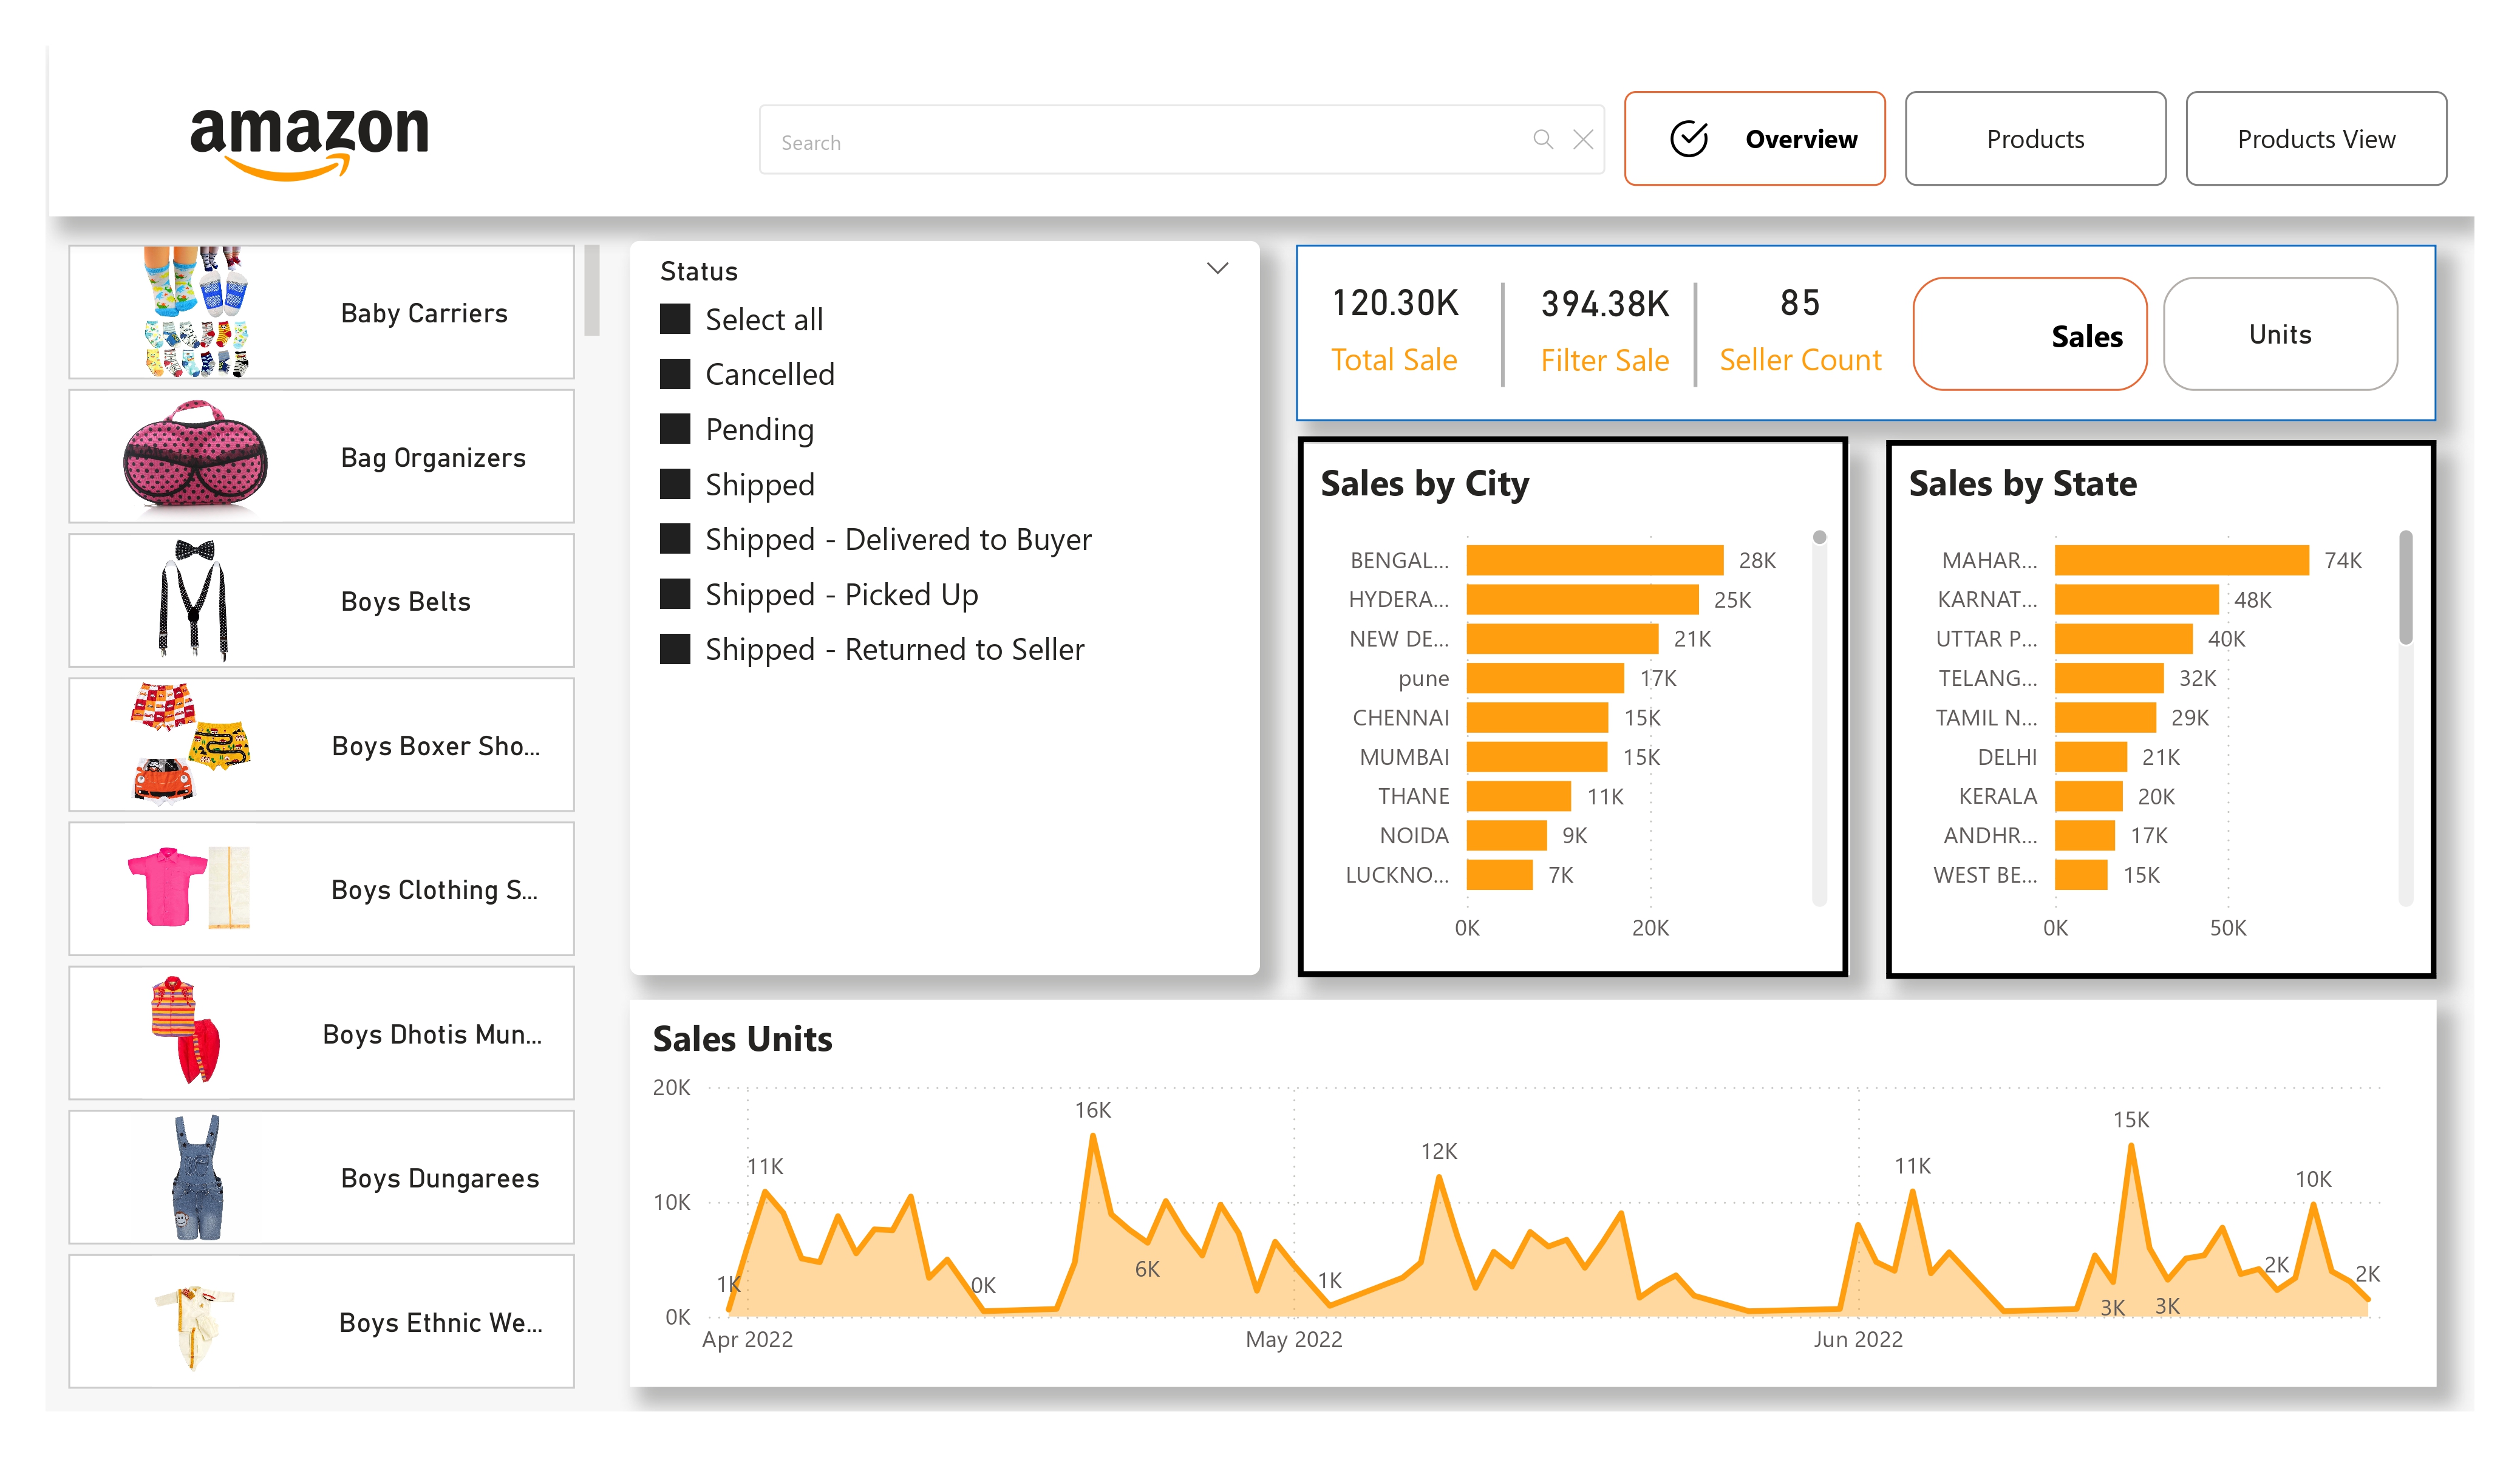 amazon
Search
Overview
Products
Products View
Baby Carriers
Bag Organizers
Boys Belts
Boys Boxer Sho...
Boys Clothing S...
Boys Dhotis Mun...
Boys Dungarees
Boys Ethnic We...
Status
Select all
Cancelled
Pending
Shipped
Shipped - Delivered to Buyer
Shipped - Picked Up
Shipped - Returned to Seller
120.30K
Total Sale
394.38K
Filter Sale
85
Seller Count
Sales
Units
Sales by City
BENGAL... 28K
HYDERA... 25K
NEW DE... 21K
pune 17K
CHENNAI 15K
MUMBAI 15K
THANE 11K
NOIDA 9K
LUCKNO... 7K
0K 20K
Sales by State
MAHAR... 74K
KARNAT... 48K
UTTAR P... 40K
TELANG... 32K
TAMIL N... 29K
DELHI 21K
KERALA 20K
ANDHR... 17K
WEST BE... 15K
0K 50K
Sales Units
20K
10K
0K
1K
11K
0K
16K
6K
1K
12K
11K
3K
15K
3K
2K
10K
2K
Apr 2022 May 2022 Jun 2022